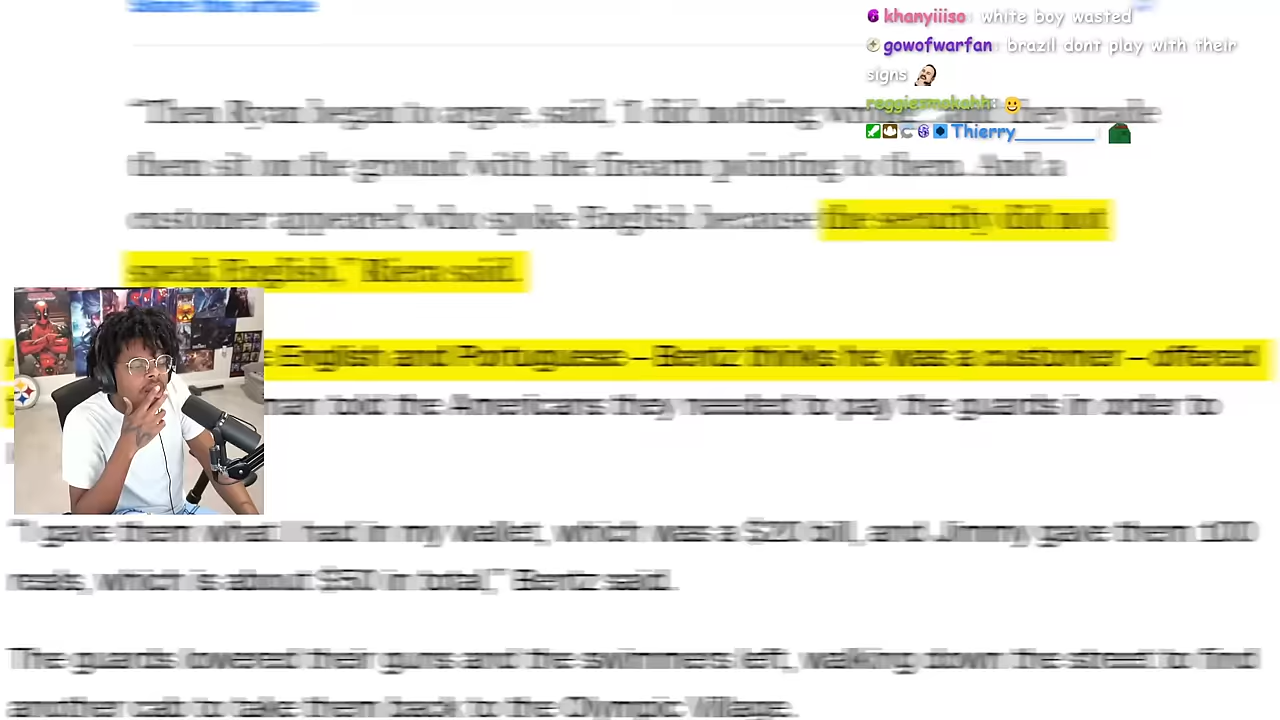 khanyiiiso: white boy wasted
gowofwarfan: brazil dont play with their
signs
reggiesmakahh:
Thierry________:
"Then Ryan began to argue, said, 'I did nothing they made
them sit on the ground with the firearm pointing to them. And a
customer appeared who spoke English because the security did not
speak English," Riera said.
English and Portuguese – Bentz thinks he was a customer – offered
man told the Americans they needed to pay the guards in order to
"I gave them what I had in my wallet, which was a $20 bill, and Jimmy gave them 100
reals, which is about $50 in total," Bentz said.
The guards lowered their guns and the swimmers left, walking down the street to find
another cab to take them back to the Olympic Village.